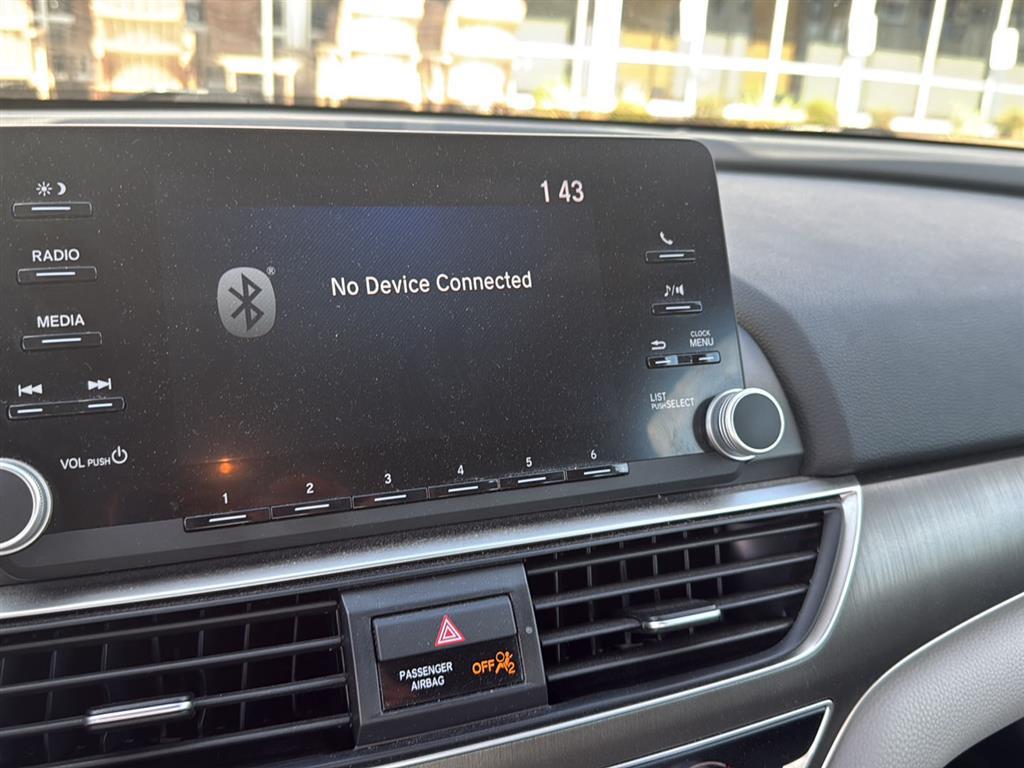 1 43
RADIO
No Device Connected
®
MEDIA
CLOCK
MENU
LIST
PUSH SELECT
VOL PUSH
1 2 3 4 5 6
PASSENGER
AIRBAG
OFF 2